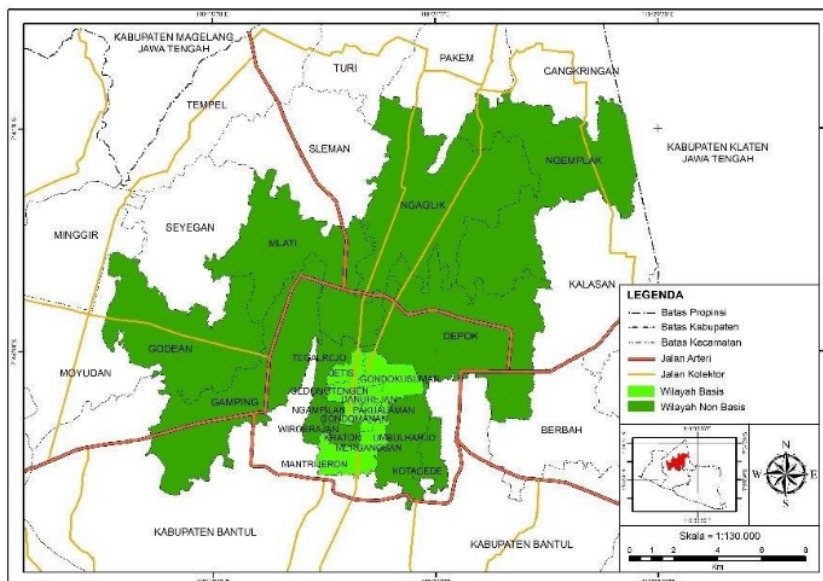 KABUPATEN MAGELANG
JAWA TENGAH
TURI
PAKEM
CANGKRINGAN
TEMPEL
SLEMAN
KABUPATEN KLATEN
JAWA TENGAH
NGEMPLAK
NGAGLIK
SEYEGAN
MINGGIR
MLATI
KALASAN
DEPOK
GODEAN
MOYUDAN
TEGALREJO
JETIS
GONDOKUSUMAN
GEDONGTENGEN
DANUREJAN
GAMPING
NGAMPILAN
PAKUALAMAN
GONDOMANAN
WIROBRAJAN
KRATON
UMBULHARJO
MERGANGSAN
MANTRIJERON
KOTAGEDE
BERBAH
KABUPATEN BANTUL
KABUPATEN BANTUL
LEGENDA
Batas Propinsi
Batas Kabupaten
Batas Kecamatan
Jalan Arteri
Jalan Kolektor
Wilayah Basis
Wilayah Non Basis
N
W
E
S
Skala = 1:130.000
0 1 2 4 6 8
Km